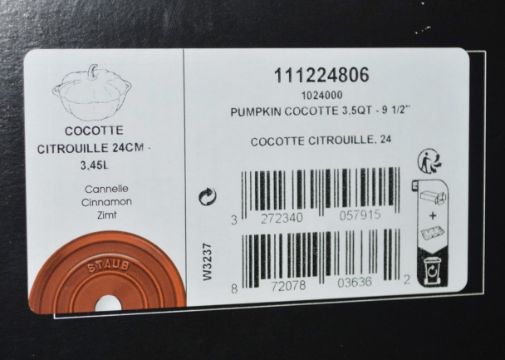 COCOTTE
CITROUILLE 24CM -
3,45L
Cannelle
Cinnamon
Zimt
STAUB
111224806
1024000
PUMPKIN COCOTTE 3.5QT - 9 1/2"
COCOTTE CITROUILLE. 24
3 272340 057915
W3237
8 72078 03636 2
+